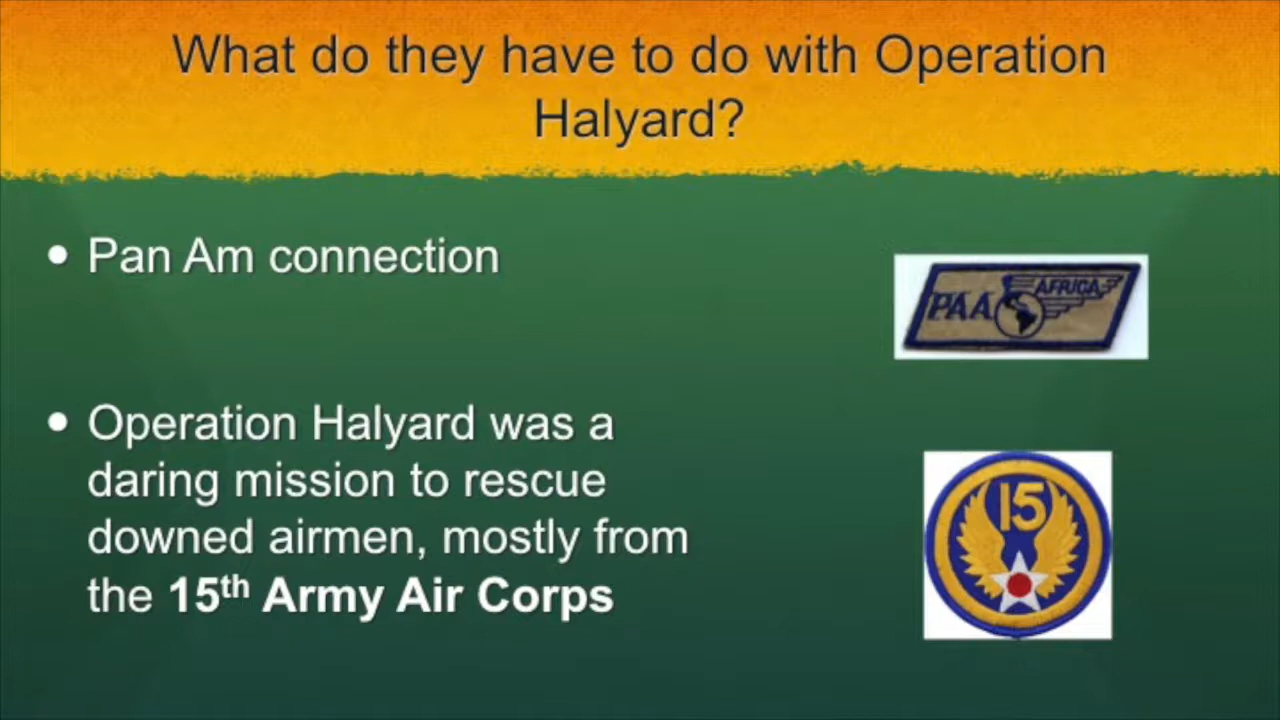 What do they have to do with Operation
Halyard?
• Pan Am connection
PAA AFRICA
• Operation Halyard was a
daring mission to rescue
downed airmen, mostly from
the 15th Army Air Corps
15